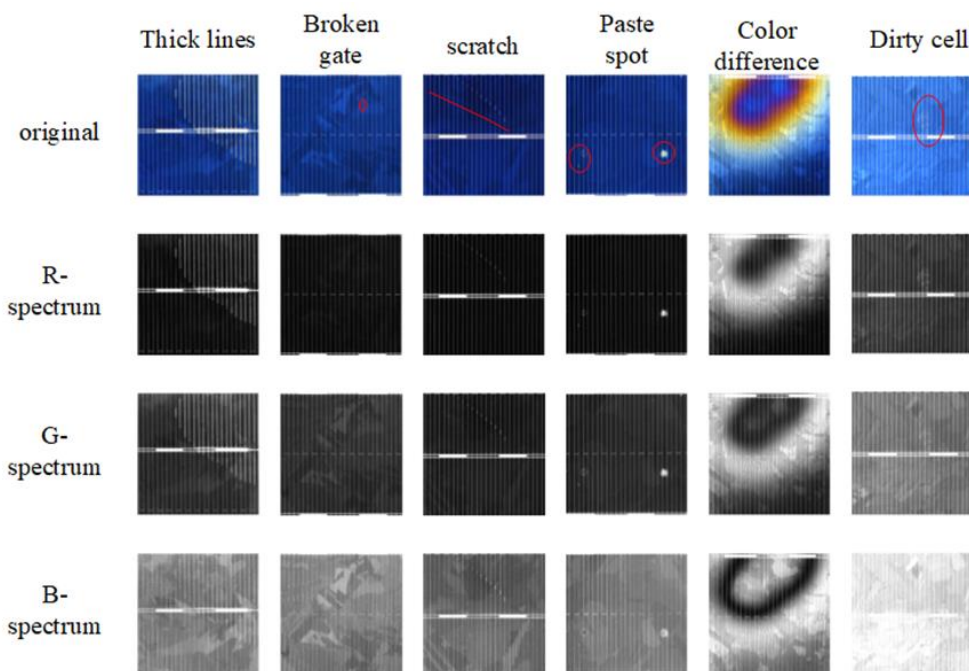 Thick lines
Broken
gate
scratch
Paste
spot
Color
difference
Dirty cell
original
R-
spectrum
G-
spectrum
B-
spectrum